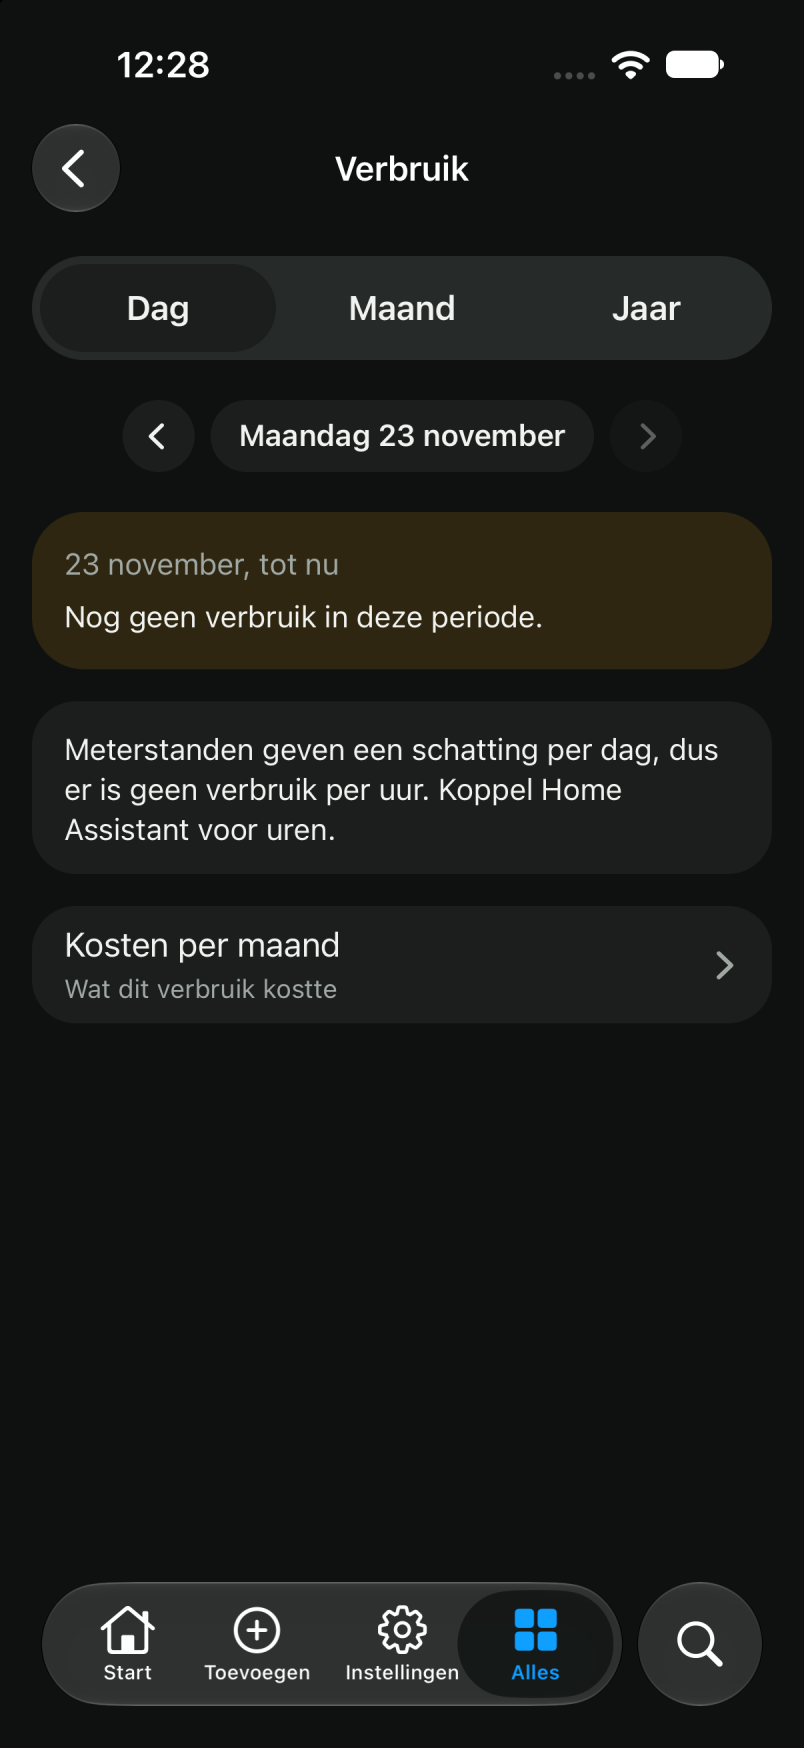 12:28
Verbruik
Dag Maand Jaar
Maandag 23 november
23 november, tot nu
Nog geen verbruik in deze periode.
Meterstanden geven een schatting per dag, dus
er is geen verbruik per uur. Koppel Home
Assistant voor uren.
Kosten per maand
Wat dit verbruik kostte
Start Toevoegen Instellingen Alles